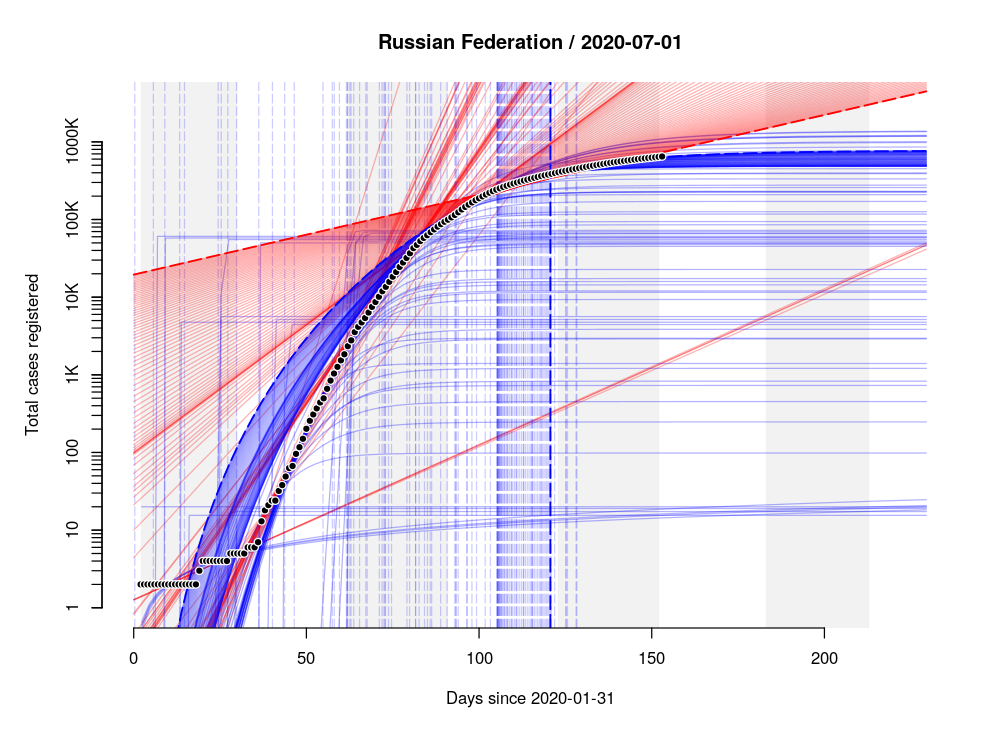 Russian Federation / 2020-07-01
Total cases registered
1000K
100K
10K
1K
100
10
1
0 50 100 150 200
Days since 2020-01-31